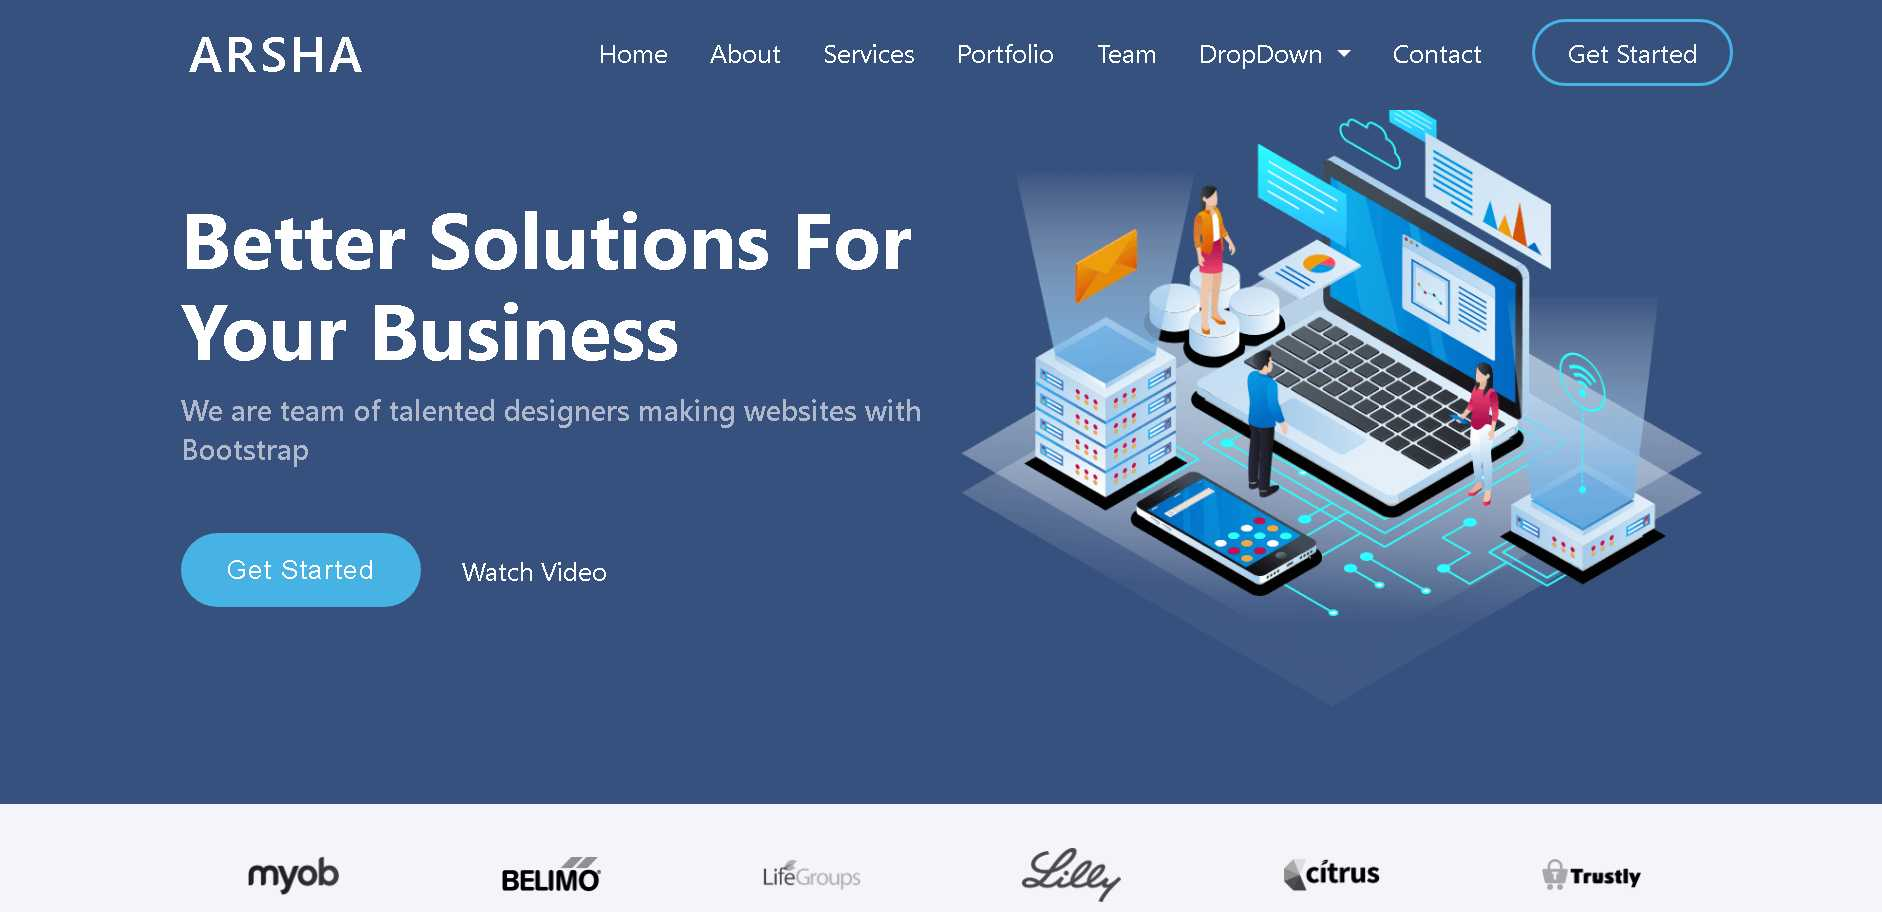 ARSHA
Home About Services Portfolio Team DropDown Contact Get Started
Better Solutions For
Your Business
We are team of talented designers making websites with
Bootstrap
Get Started Watch Video
myob BELIMO LifeGroups Lilly cítrus Trustly